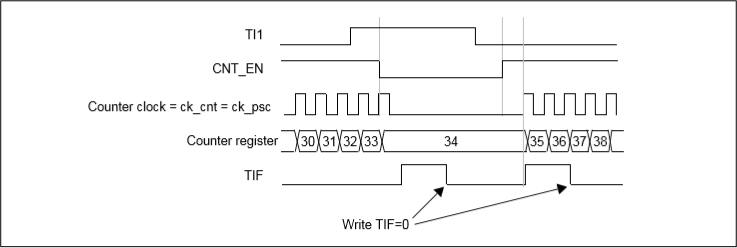 TI1
CNT_EN
Counter clock = ck_cnt = ck_psc
Counter register 30 31 32 33 34 35 36 37 38
TIF
Write TIF=0